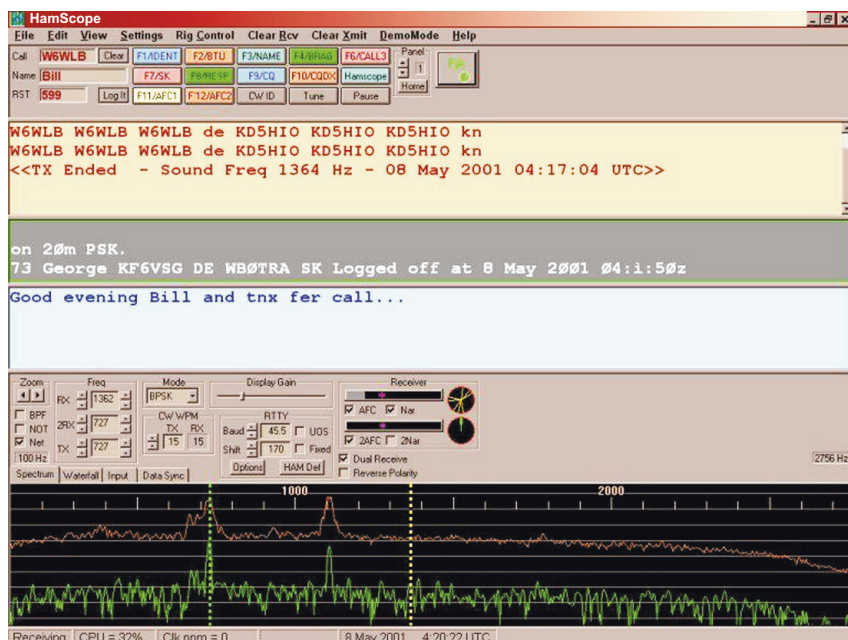 HamScope
File Edit View Settings Rig Control Clear Rcv Clear Xmit DemoMode Help
Call W6WLB Clear F1/IDENT F2/BTU F3/NAME F4/BRAG F6/CALL3 Panel
Name Bill F7/SK F8/RESP F9/CQ F10/CQDX Hamscope 1 Home
RST 599 Log It F11/AFC1 F12/AFC2 CW ID Tune Pause
W6WLB W6WLB W6WLB de KD5HIO KD5HIO KD5HIO kn
W6WLB W6WLB W6WLB de KD5HIO KD5HIO KD5HIO kn
<<TX Ended - Sound Freq 1364 Hz - 08 May 2001 04:17:04 UTC>>
on 2Øm PSK.
73 George KF6VSG DE WBØTRA SK Logged off at 8 May 2ØØ1 Ø4:ì:5Øz
Good evening Bill and tnx fer call...
Zoom Freq Mode Display Gain Receiver
RX 1362 BPSK
BPF CW WPM RTTY AFC Nar
NOT 2RX 727 TX RX Baud 45.5 UOS
Net TX 727 15 15 Shift 170 Fixed 2AFC 2Nar
100 Hz Options HAM Def Dual Receive 2756 Hz
Spectrum Waterfall Input Data Sync Reverse Polarity
1000 2000
Receiving CPU = 32% Clk ppm = 0 8 May 2001 4:20:22 UTC